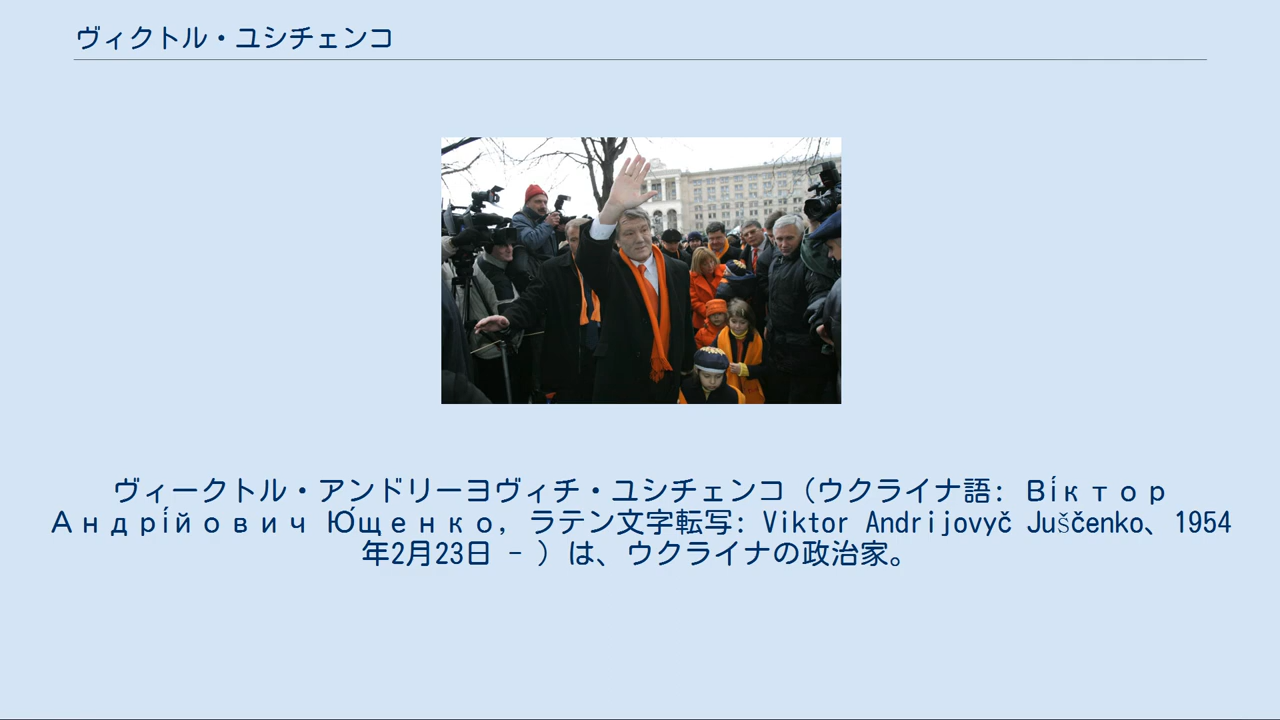 ヴィクトル・ユシチェンコ
ヴィークトル・アンドリーヨヴィチ・ユシチェンコ（ウクライナ語: Ві́ктор
Андрі́йович Ю́щенко, ラテン文字転写: Viktor Andrijovyč Juščenko、1954
年2月23日 - ）は、ウクライナの政治家。